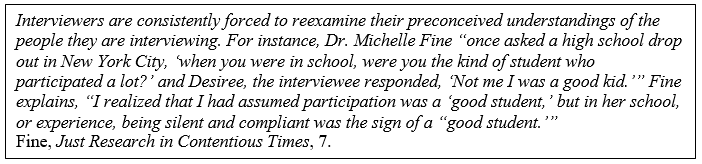 Interviewers are consistently forced to reexamine their preconceived understandings of the
people they are interviewing. For instance, Dr. Michelle Fine “once asked a high school drop
out in New York City, ‘when you were in school, were you the kind of student who
participated a lot?’ and Desiree, the interviewee responded, ‘Not me I was a good kid.’” Fine
explains, “I realized that I had assumed participation was a ‘good student,’ but in her school,
or experience, being silent and compliant was the sign of a “good student.’”
Fine, Just Research in Contentious Times, 7.